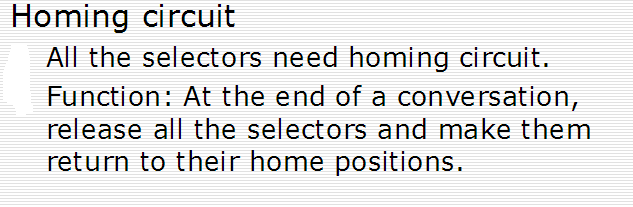 Homing circuit
All the selectors need homing circuit.
Function: At the end of a conversation,
release all the selectors and make them
return to their home positions.